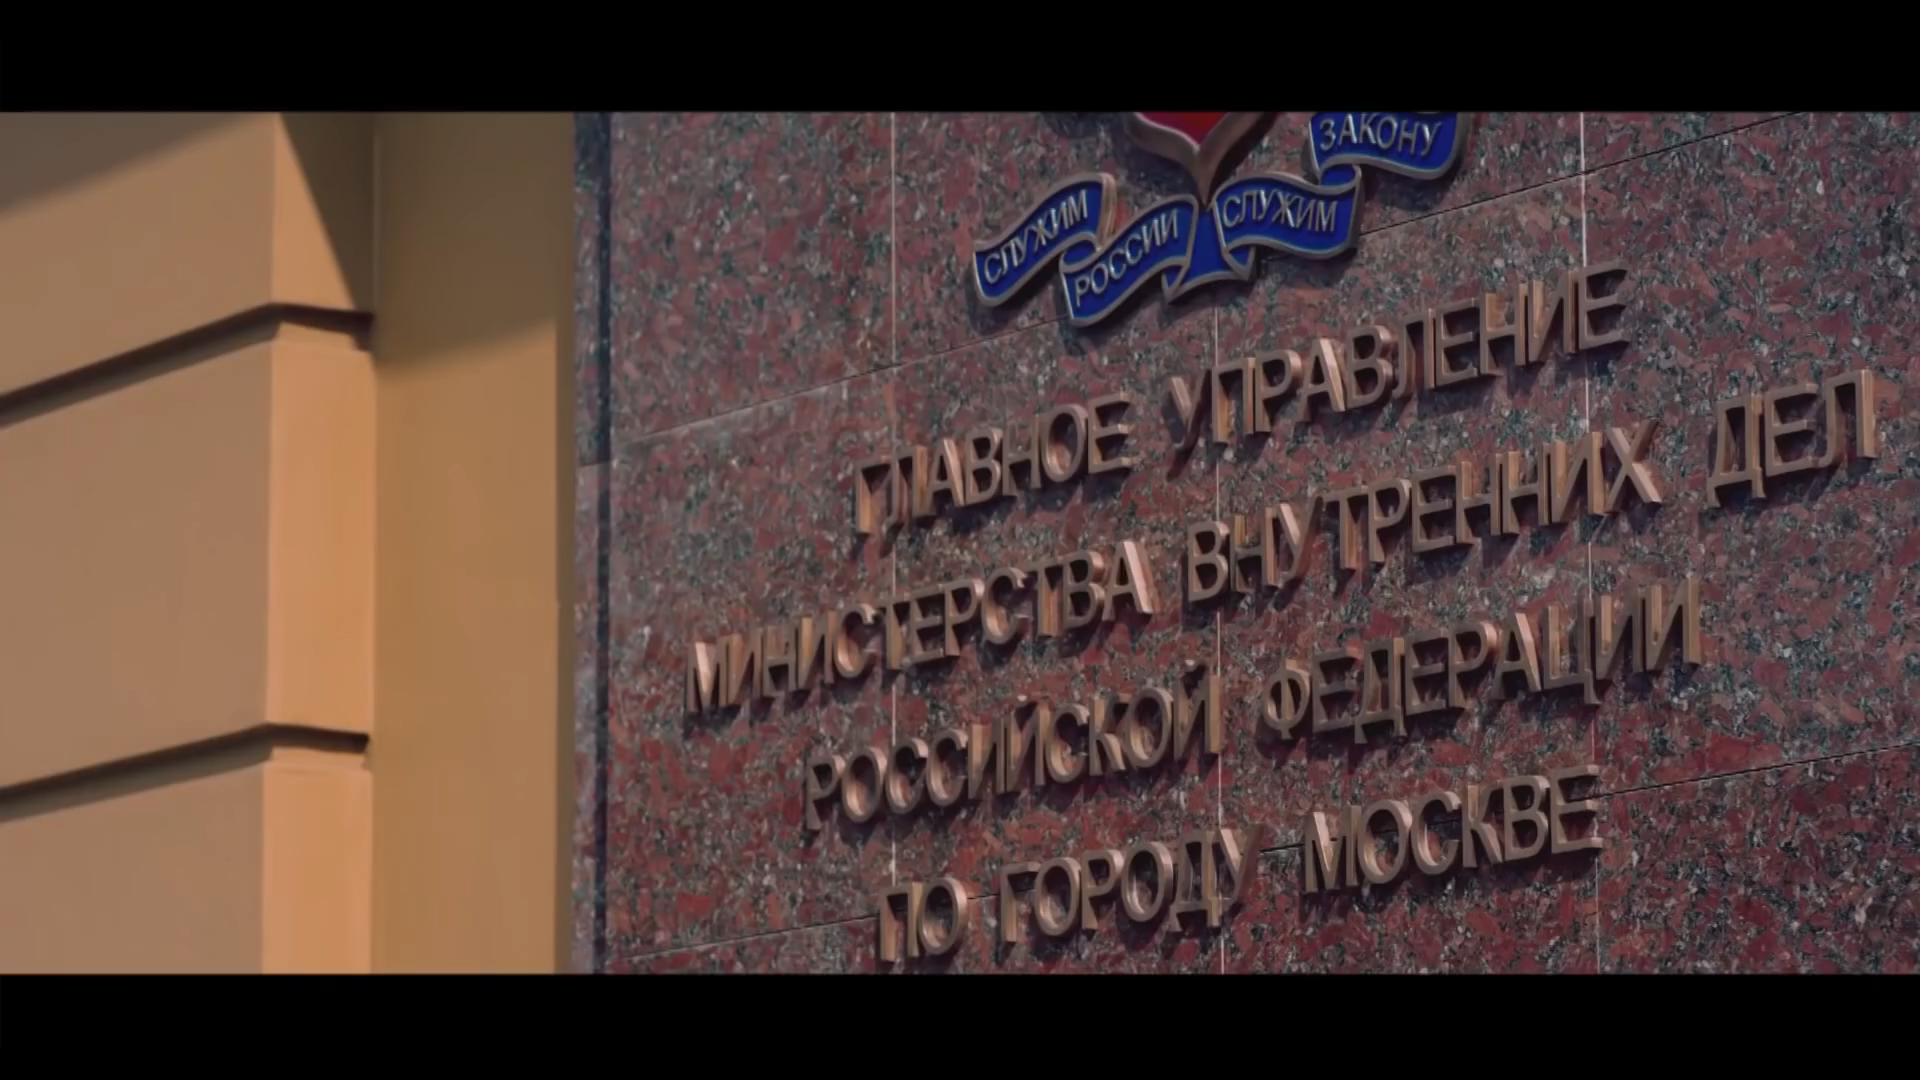 СЛУЖИМ РОССИИ СЛУЖИМ ЗАКОНУ
ГЛАВНОЕ УПРАВЛЕНИЕ
МИНИСТЕРСТВА ВНУТРЕННИХ ДЕЛ
РОССИЙСКОЙ ФЕДЕРАЦИИ
ПО ГОРОДУ МОСКВЕ